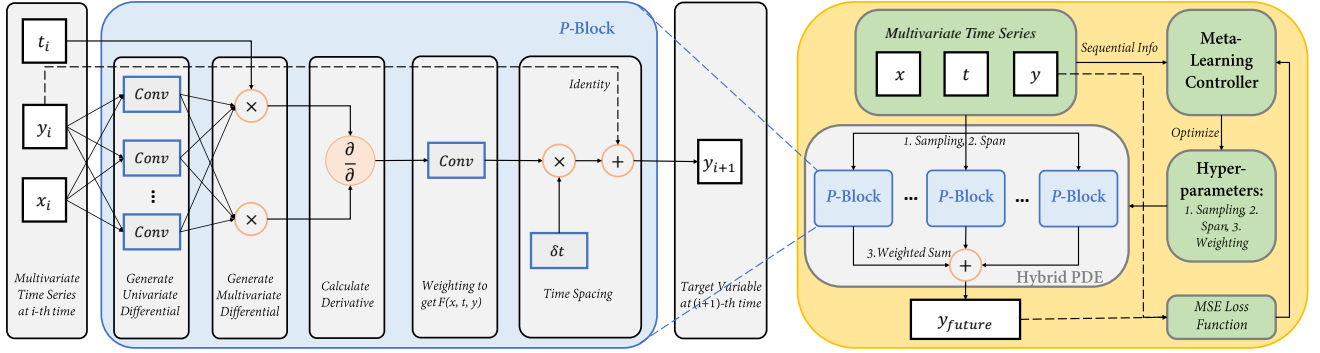 P-Block
t_i
y_i
x_i
Multivariate
Time Series
at i-th time
Conv
Conv
⋮
Conv
Generate
Univariate
Differential
×
×
Generate
Multivariate
Differential
∂
∂
Calculate
Derivative
Conv
Weighting to
get F(x, t, y)
Identity
×
+
δt
Time Spacing
y_{i+1}
Target Variable
at (i+1)-th time
Multivariate Time Series
x
t
y
Sequential Info
Meta-
Learning
Controller
Optimize
Hyper-
parameters:
1. Sampling, 2.
Span, 3.
Weighting
1. Sampling, 2. Span
P-Block
...
P-Block
...
P-Block
3.Weighted Sum
+
Hybrid PDE
y_{future}
MSE Loss
Function